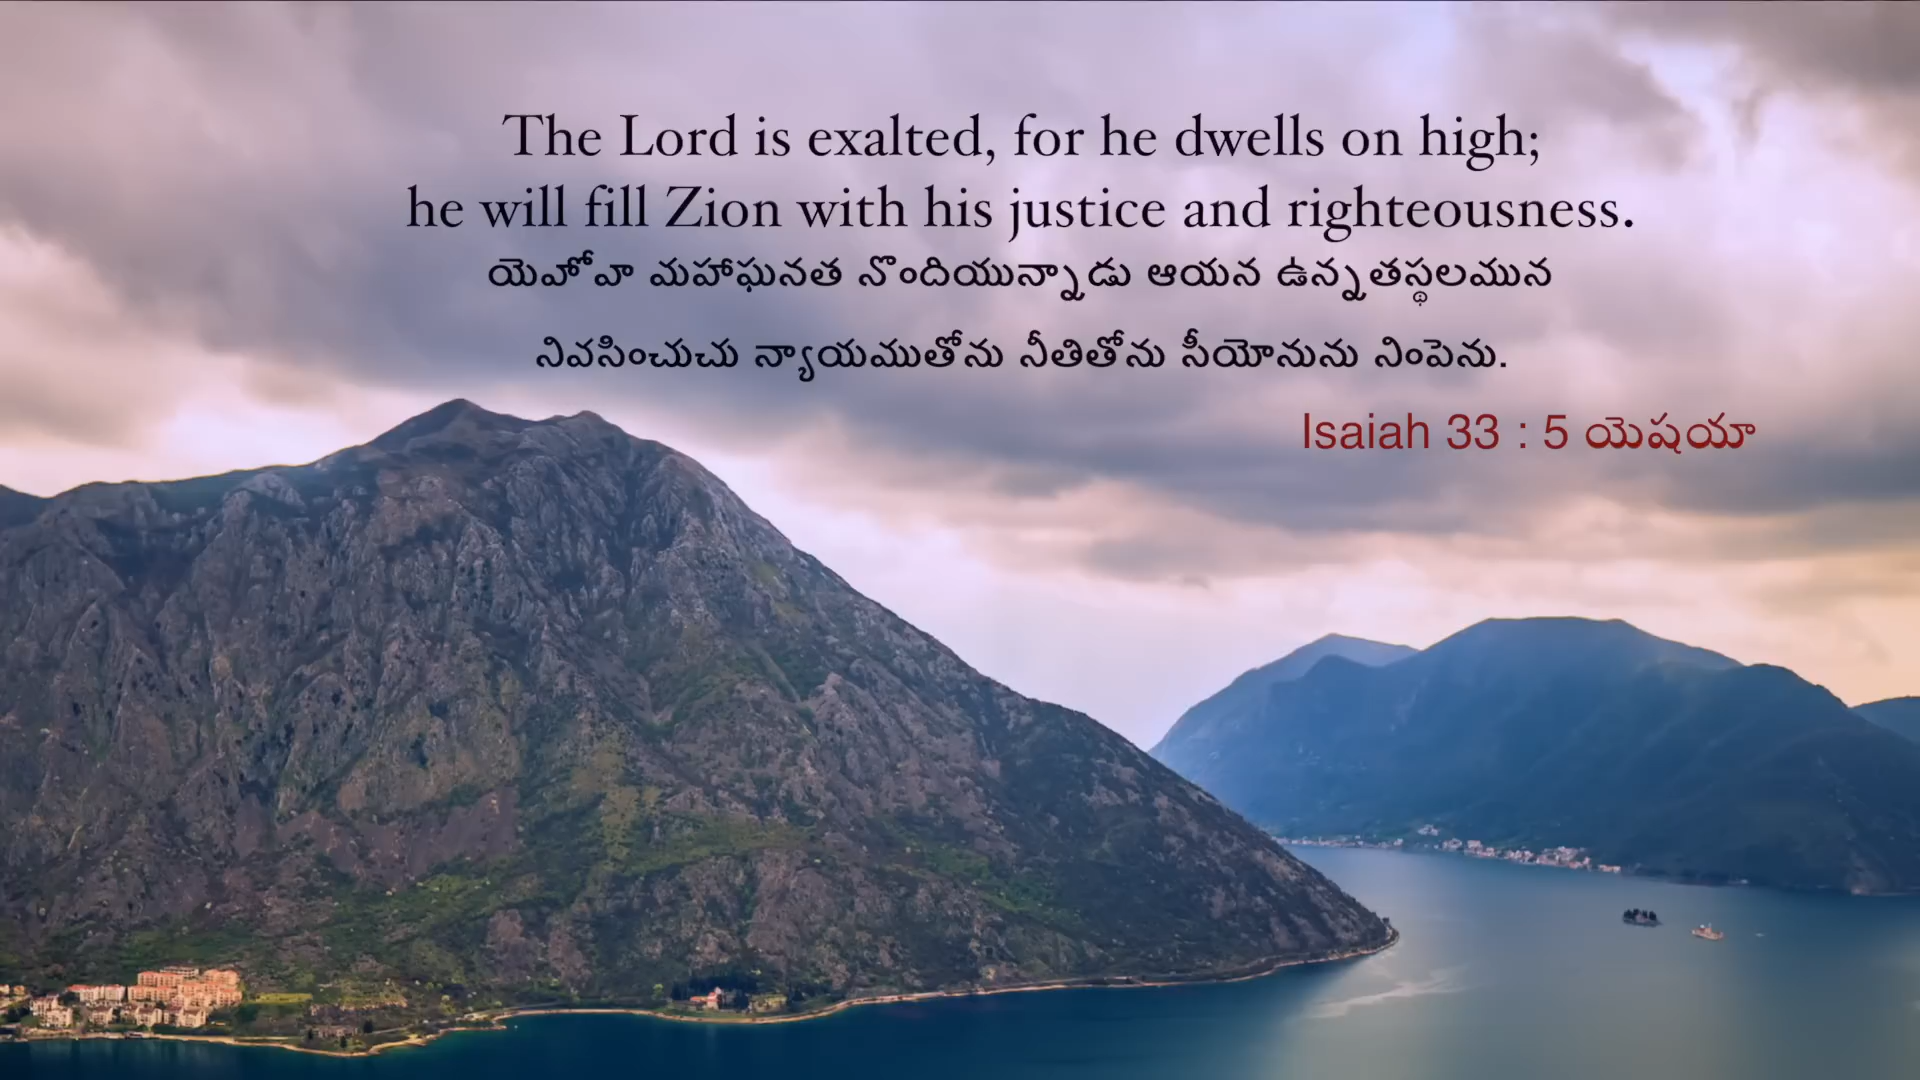 The Lord is exalted, for he dwells on high;
he will fill Zion with his justice and righteousness.
యెహోవా మహాఘనత నొందియున్నాడు ఆయన ఉన్నతస్థలమున
నివసించుచు న్యాయముతోను నీతితోను సీయోనును నింపెను.
Isaiah 33 : 5 యెషయా